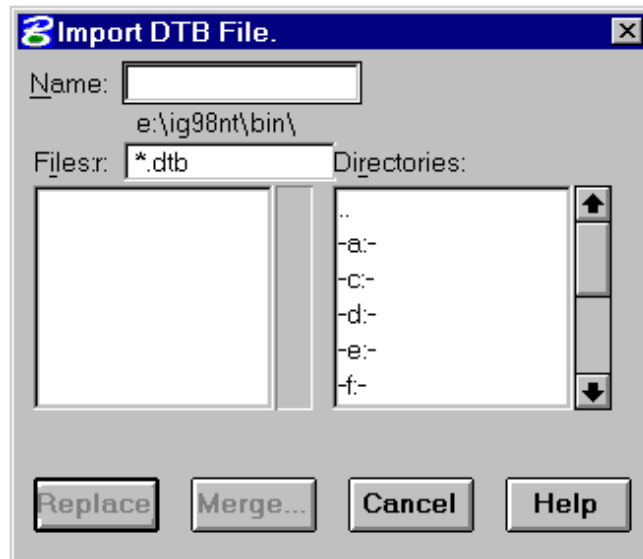 Import DTB File.
Name:
e:\ig98nt\bin\
Files:r: *.dtb Directories:
..
-a:-
-c:-
-d:-
-e:-
-f:-
Replace Merge... Cancel Help